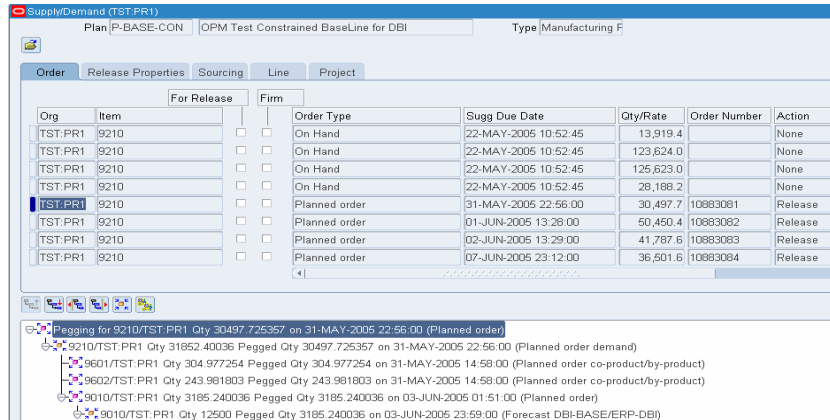 Supply/Demand (TST:PR1)
Plan P-BASE-CON OPM Test Constrained BaseLine for DBI Type Manufacturing F
Order Release Properties Sourcing Line Project
For Release Firm
Org Item Order Type Sugg Due Date Qty/Rate Order Number Action
TST:PR1 9210 On Hand 22-MAY-2005 10:52:45 13,919.4 None
TST:PR1 9210 On Hand 22-MAY-2005 10:52:45 123,624.0 None
TST:PR1 9210 On Hand 22-MAY-2005 10:52:45 125,623.0 None
TST:PR1 9210 On Hand 22-MAY-2005 10:52:45 28,188.2 None
TST:PR1 9210 Planned order 31-MAY-2005 22:56:00 30,497.7 10883081 Release
TST:PR1 9210 Planned order 01-JUN-2005 13:28:00 50,450.4 10883082 Release
TST:PR1 9210 Planned order 02-JUN-2005 13:29:00 41,787.6 10883083 Release
TST:PR1 9210 Planned order 07-JUN-2005 23:12:00 36,501.6 10883084 Release
Pegging for 9210/TST:PR1 Qty 30497.725357 on 31-MAY-2005 22:56:00 (Planned order)
9210/TST:PR1 Qty 31852.40036 Pegged Qty 30497.725357 on 31-MAY-2005 22:56:00 (Planned order demand)
9601/TST:PR1 Qty 304.977254 Pegged Qty 304.977254 on 31-MAY-2005 14:58:00 (Planned order co-product/by-product)
9602/TST:PR1 Qty 243.981803 Pegged Qty 243.981803 on 31-MAY-2005 14:58:00 (Planned order co-product/by-product)
9010/TST:PR1 Qty 3185.240036 Pegged Qty 3185.240036 on 03-JUN-2005 01:51:00 (Planned order)
9010/TST:PR1 Qty 12500 Pegged Qty 3185.240036 on 03-JUN-2005 23:59:00 (Forecast DBI-BASE/ERP-DBI)